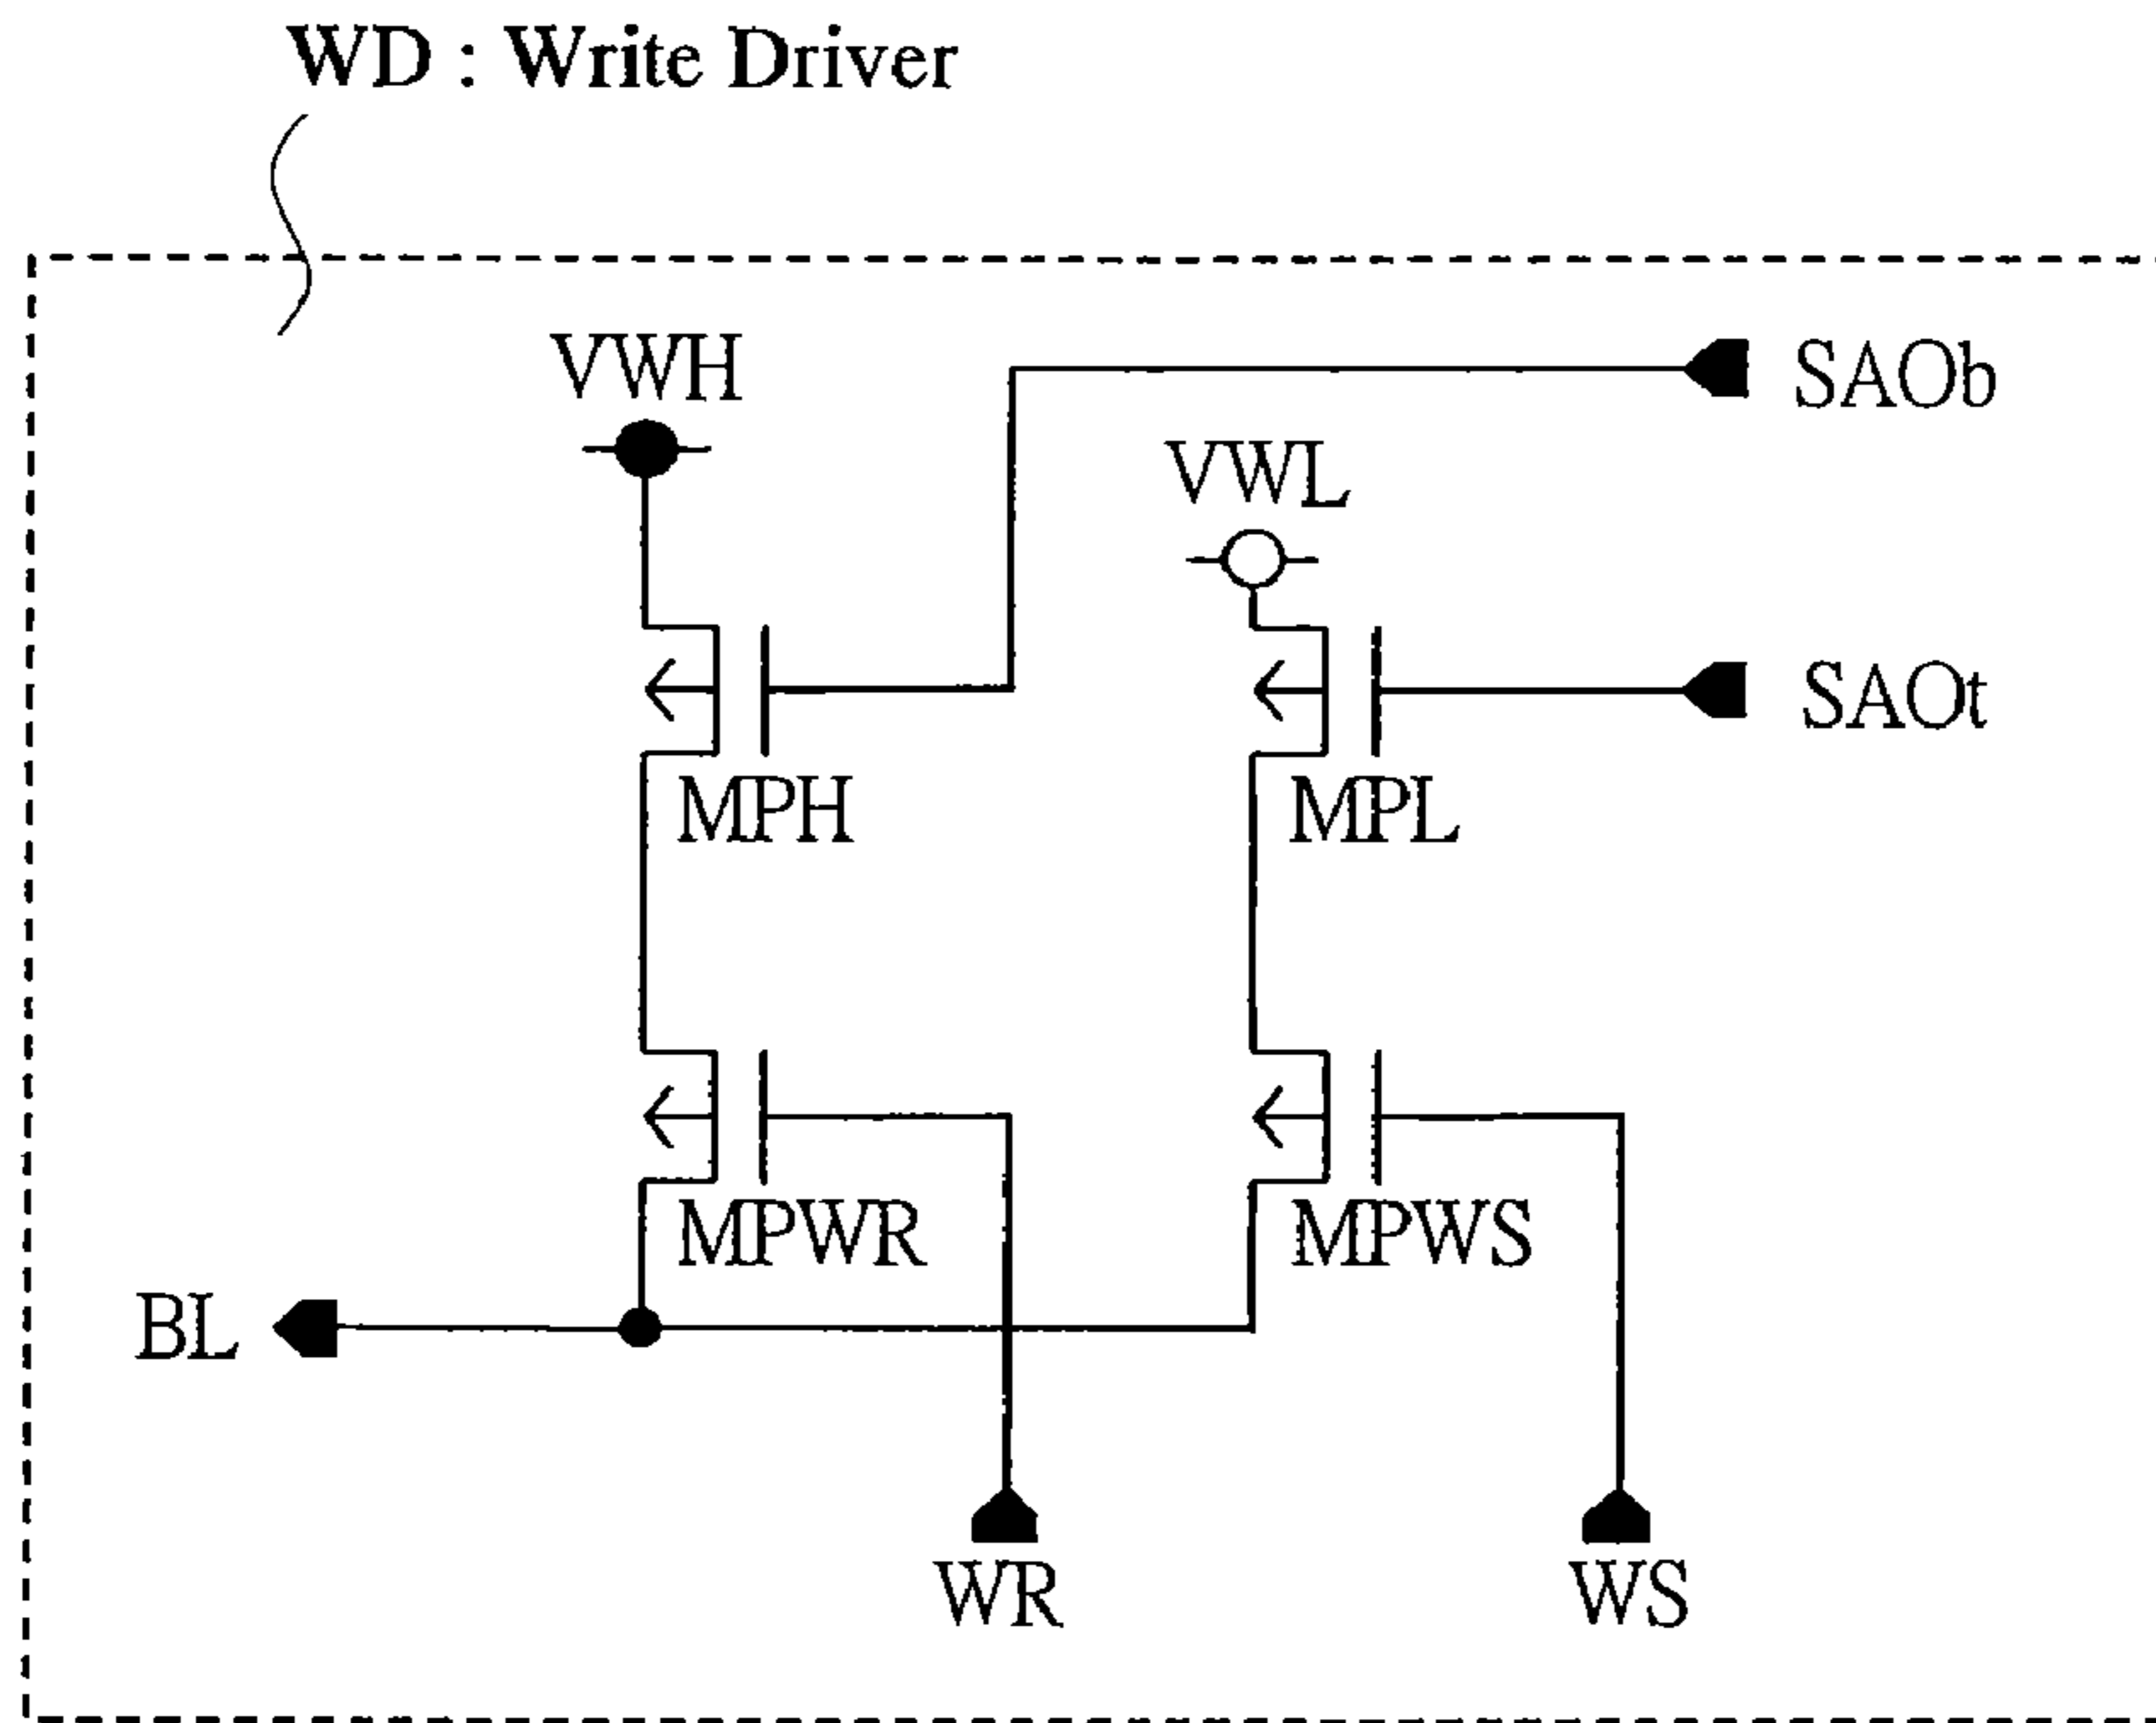 WD : Write Driver
VWH
SAOb
VWL
SAOt
MPH
MPL
MPWR
MPWS
BL
WR
WS